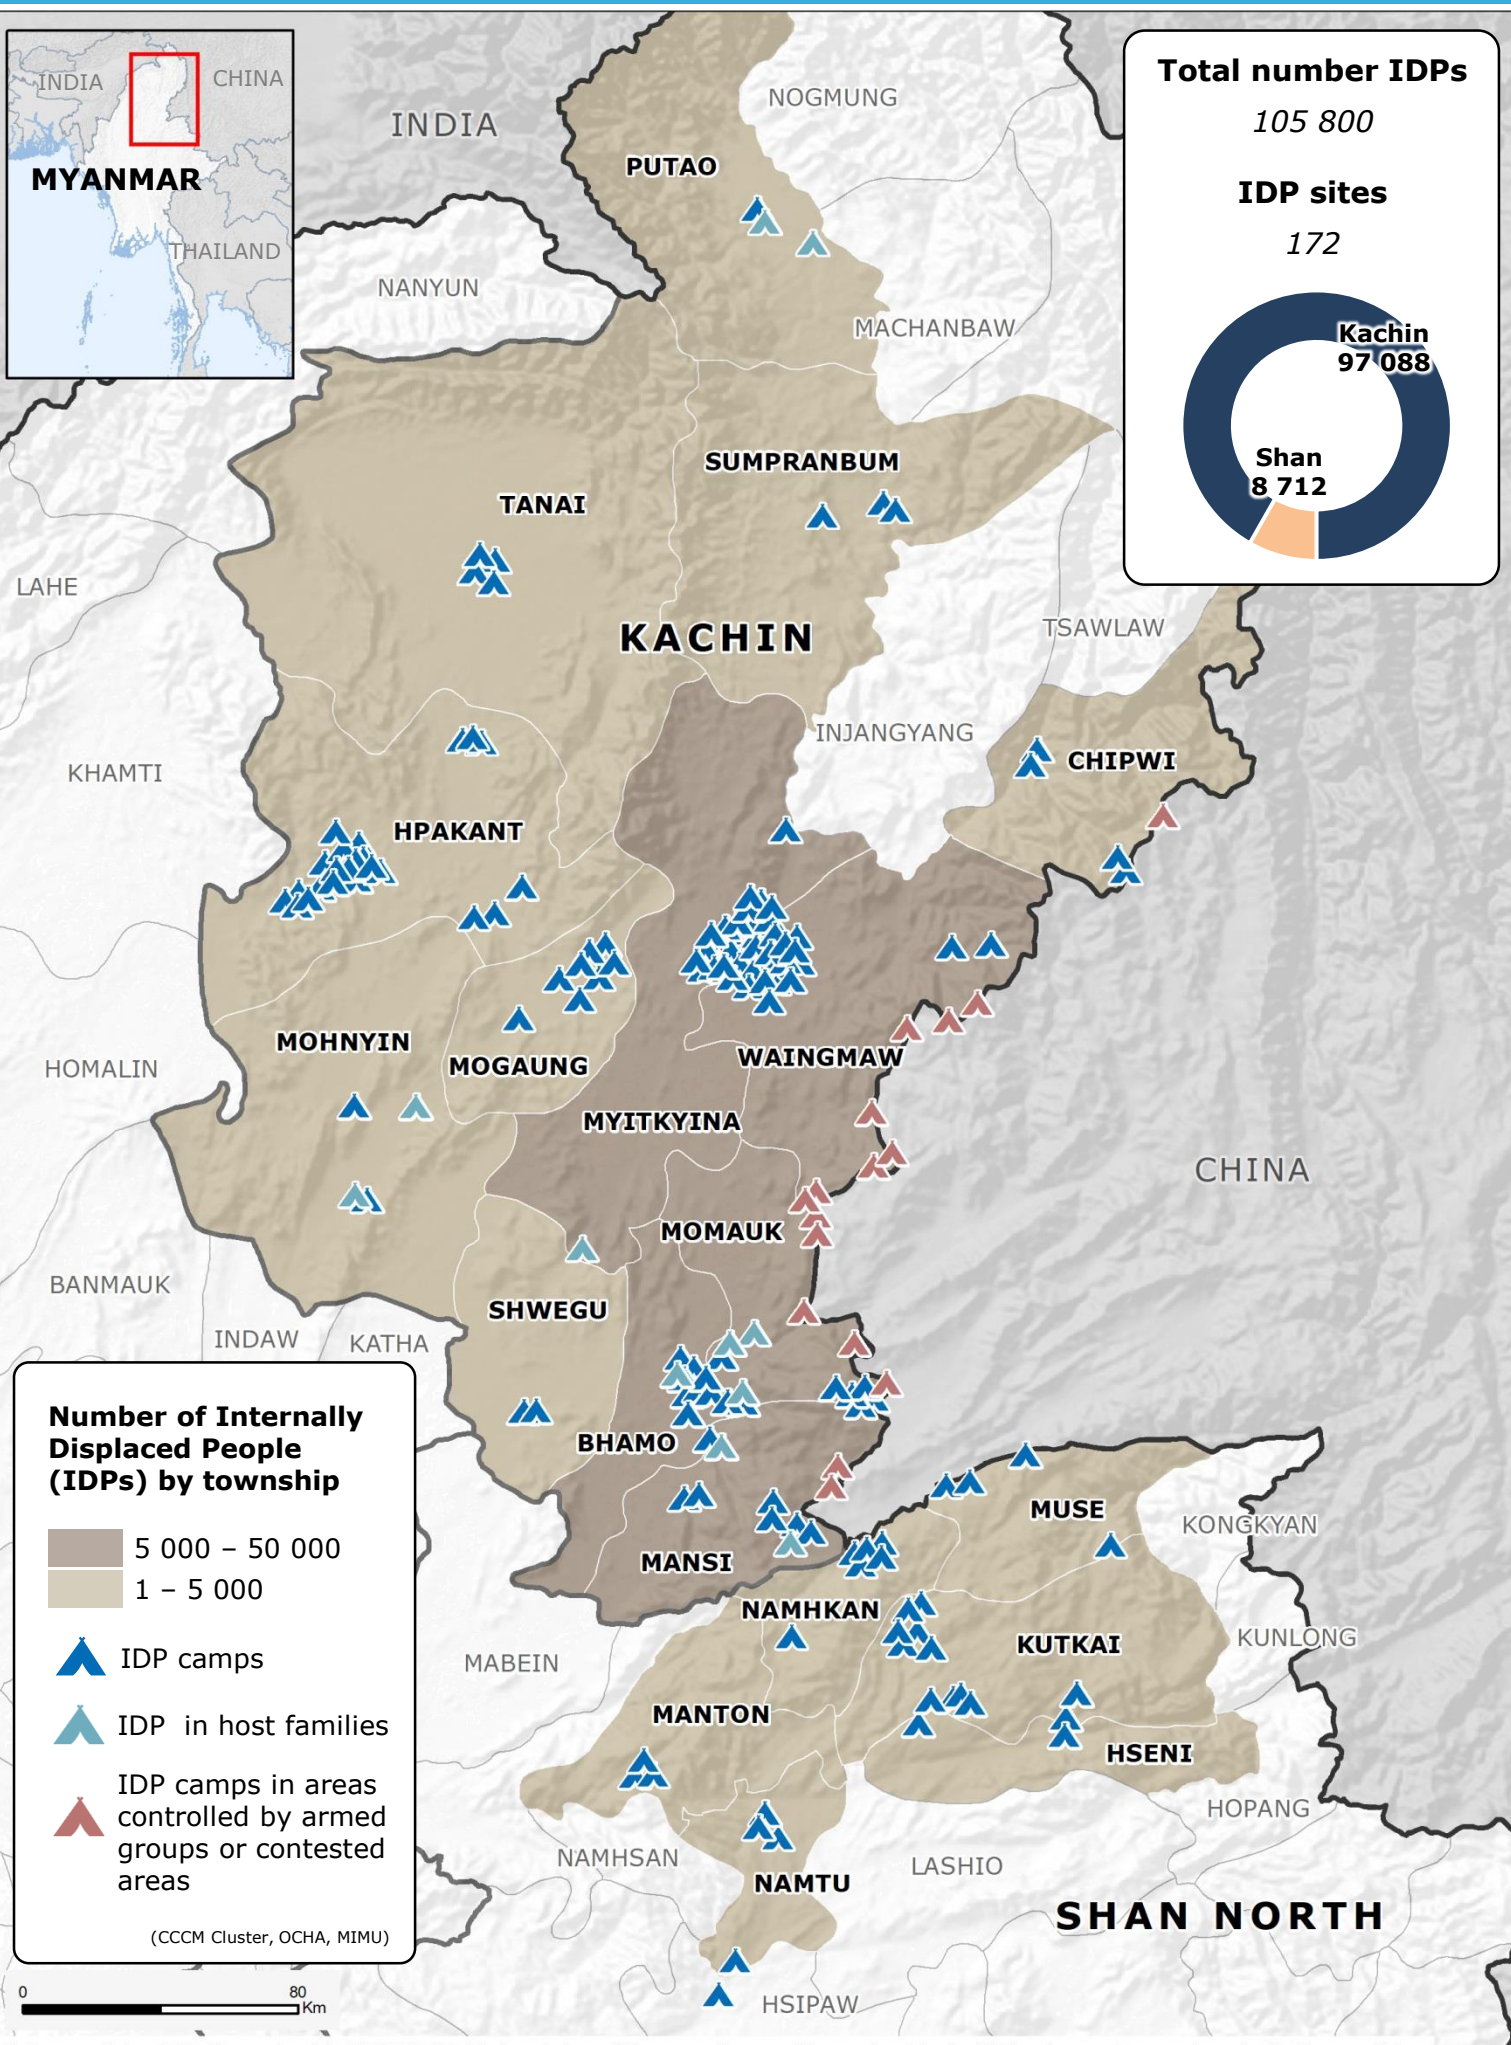 INDIA
CHINA
MYANMAR
THAILAND
INDIA
NOGMUNG
PUTAO
NANYUN
MACHANBAW
Total number IDPs
105 800
IDP sites
172
Kachin
97 088
Shan
8 712
SUMPRANBUM
TANAI
LAHE
KACHIN
TSAWLAW
INJANGYANG
CHIPWI
KHAMTI
HPAKANT
MOHNYIN
MOGAUNG
WAINGMAW
HOMALIN
MYITKYINA
CHINA
MOMAUK
BANMAUK
SHWEGU
INDAW
KATHA
BHAMO
MUSE
KONGKYAN
MANSI
NAMHKAN
KUTKAI
KUNLONG
MABEIN
MANTON
HSENI
HOPANG
NAMHSAN
LASHIO
NAMTU
SHAN NORTH
HSIPAW
Number of Internally
Displaced People
(IDPs) by township
5 000 – 50 000
1 – 5 000
IDP camps
IDP in host families
IDP camps in areas
controlled by armed
groups or contested
areas
(CCCM Cluster, OCHA, MIMU)
0 80
Km